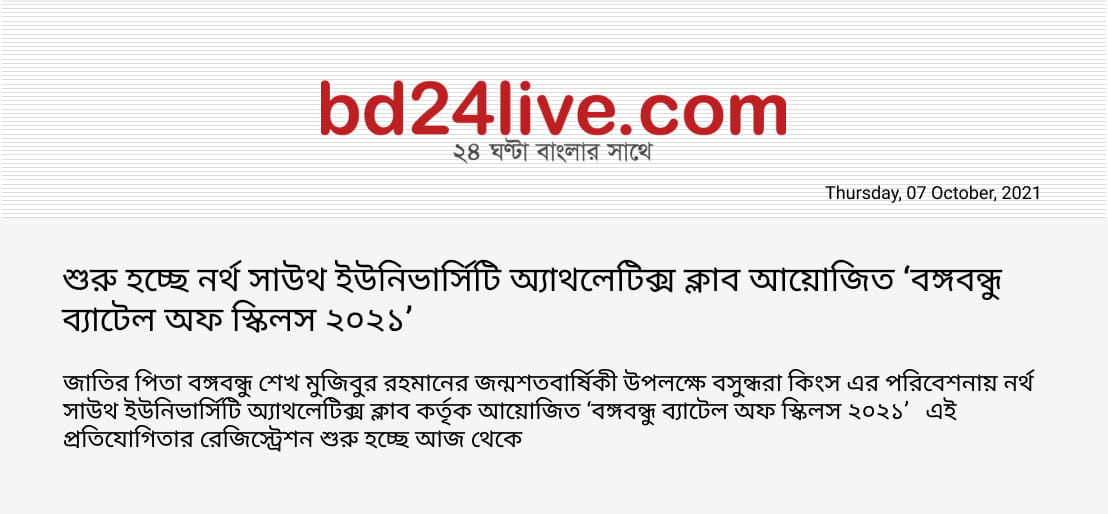 bd24live.com
২৪ ঘণ্টা বাংলার সাথে
Thursday, 07 October, 2021
শুরু হচ্ছে নর্থ সাউথ ইউনিভার্সিটি অ্যাথলেটিক্স ক্লাব আয়োজিত ‘বঙ্গবন্ধু
ব্যাটেল অফ স্কিলস ২০২১’
জাতির পিতা বঙ্গবন্ধু শেখ মুজিবুর রহমানের জন্মশতবার্ষিকী উপলক্ষে বসুন্ধরা কিংস এর পরিবেশনায় নর্থ
সাউথ ইউনিভার্সিটি অ্যাথলেটিক্স ক্লাব কর্তৃক আয়োজিত ‘বঙ্গবন্ধু ব্যাটেল অফ স্কিলস ২০২১’ এই
প্রতিযোগিতার রেজিস্ট্রেশন শুরু হচ্ছে আজ থেকে